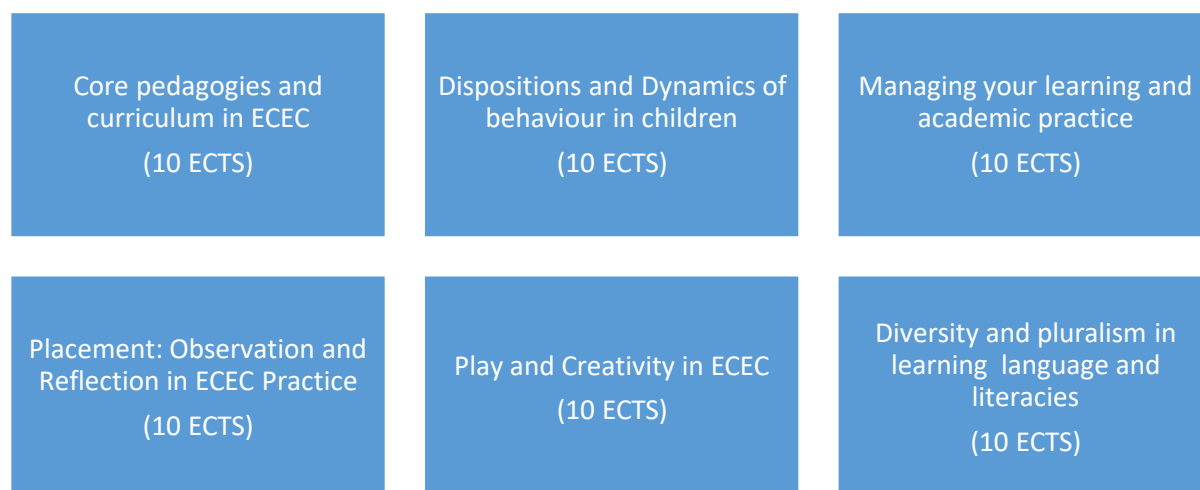 Core pedagogies and
curriculum in ECEC
(10 ECTS)
Dispositions and Dynamics of
behaviour in children
(10 ECTS)
Managing your learning and
academic practice
(10 ECTS)
Placement: Observation and
Reflection in ECEC Practice
(10 ECTS)
Play and Creativity in ECEC
(10 ECTS)
Diversity and pluralism in
learning language and
literacies
(10 ECTS)